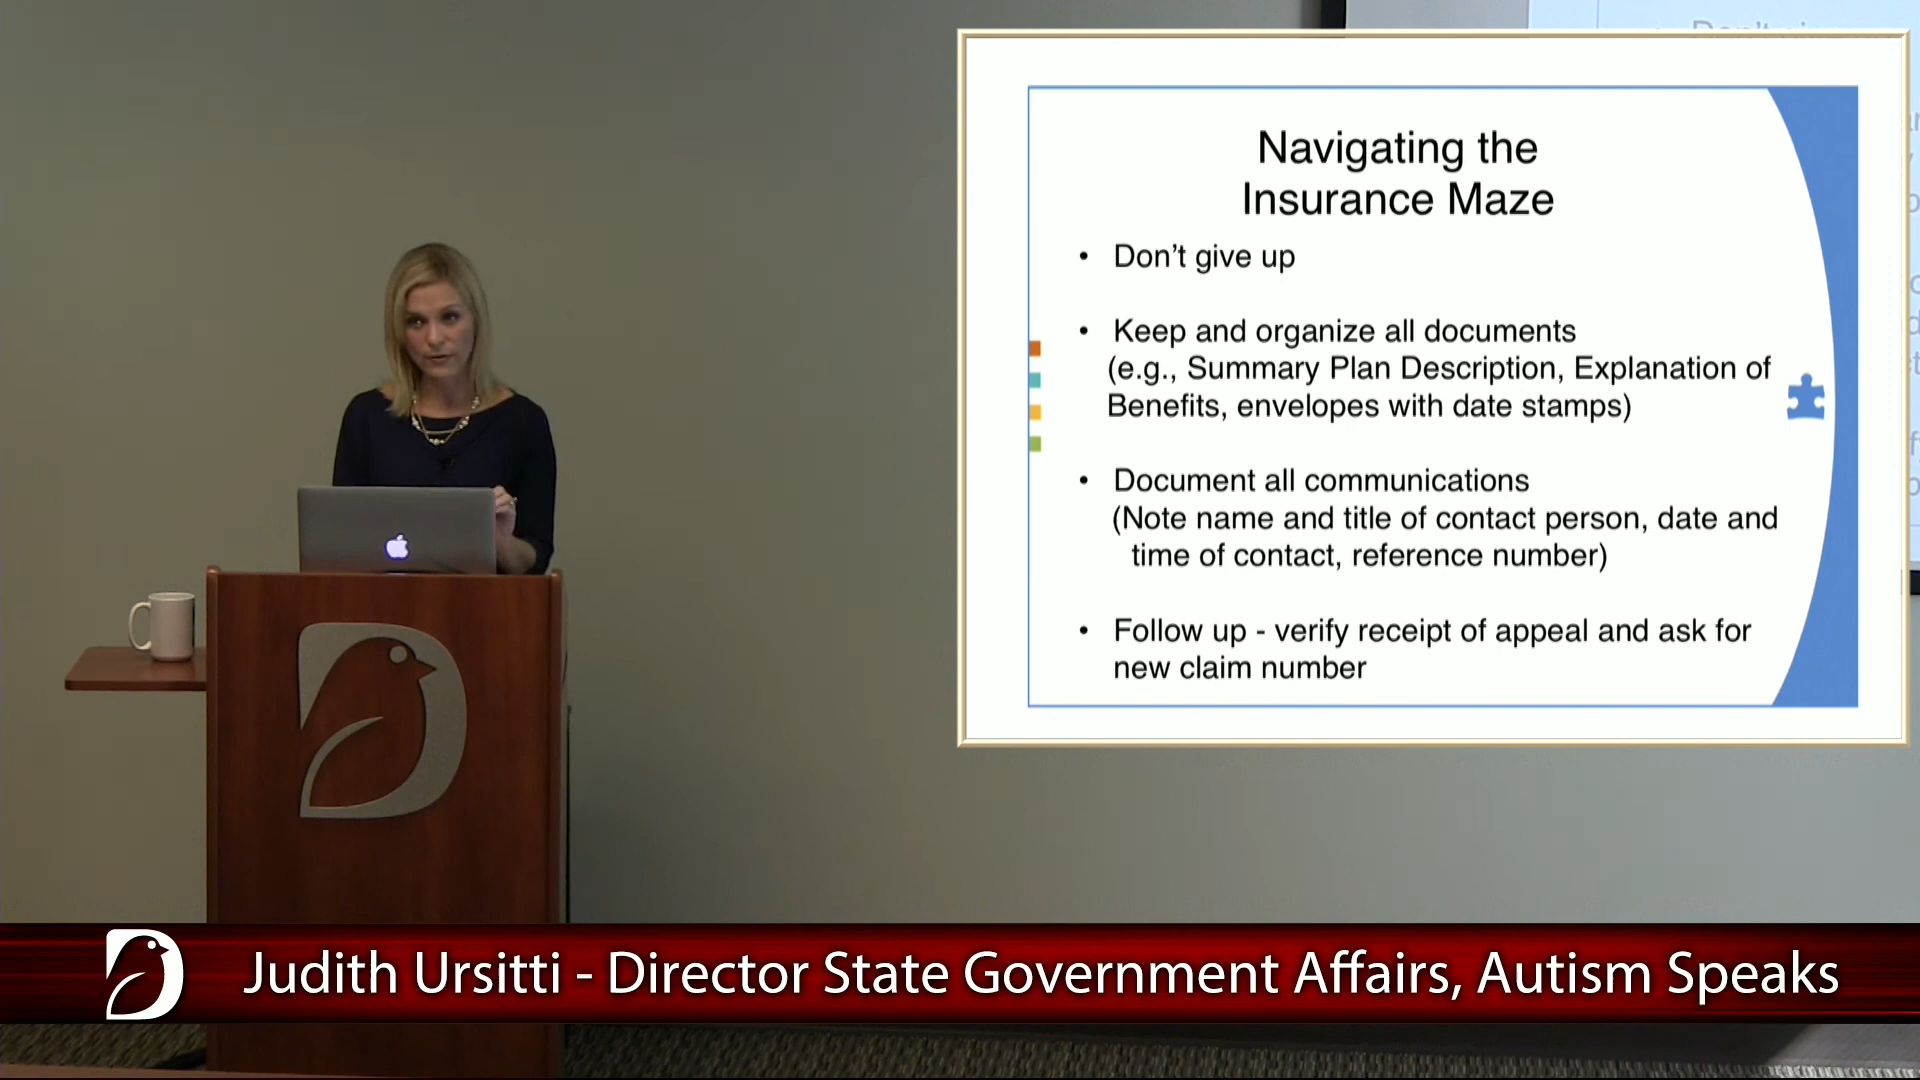 Navigating the
Insurance Maze
• Don't give up
• Keep and organize all documents
(e.g., Summary Plan Description, Explanation of
Benefits, envelopes with date stamps)
• Document all communications
(Note name and title of contact person, date and
time of contact, reference number)
• Follow up - verify receipt of appeal and ask for
new claim number
Judith Ursitti - Director State Government Affairs, Autism Speaks